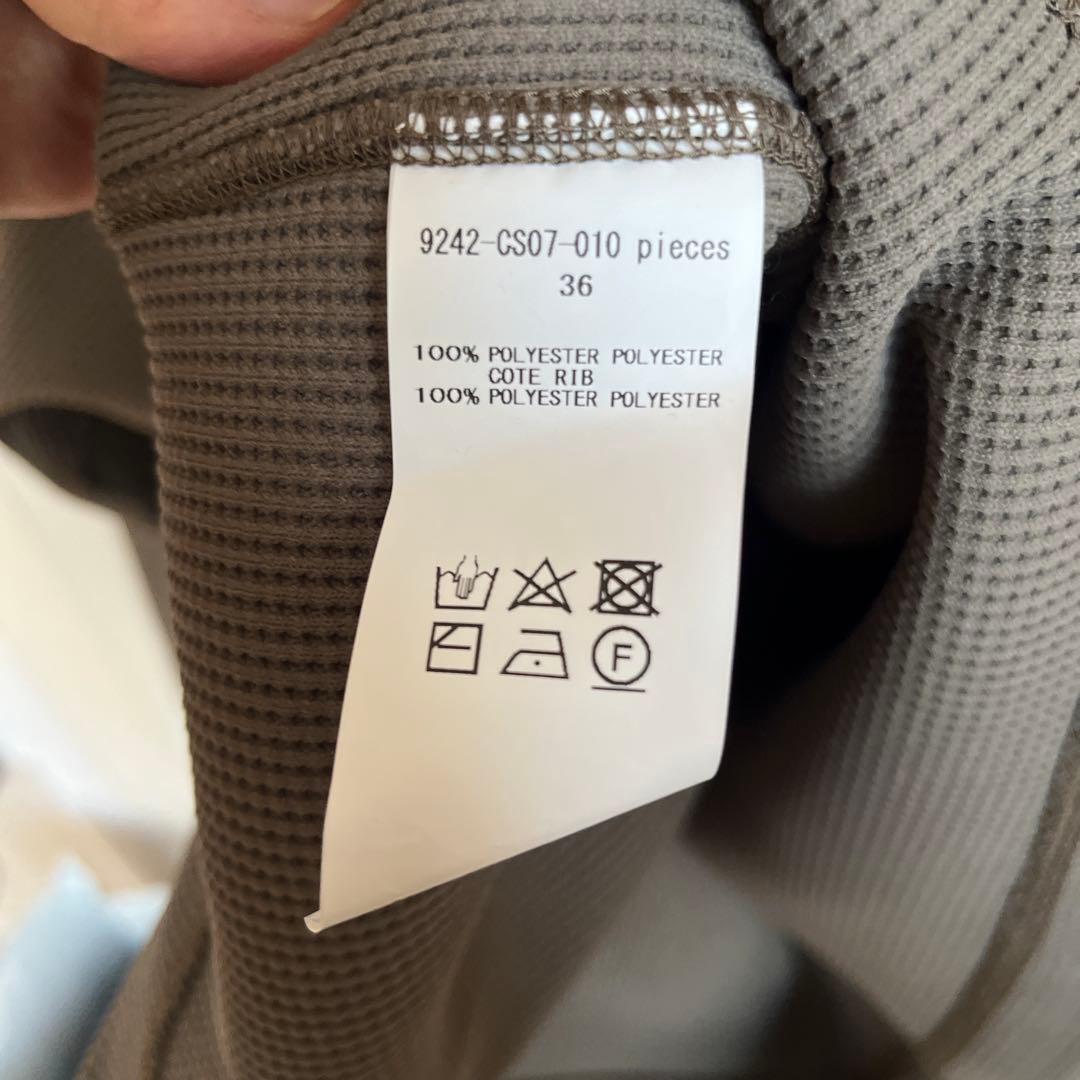 9242-CS07-010 pieces
36
100% POLYESTER POLYESTER
COTE RIB
100% POLYESTER POLYESTER
F